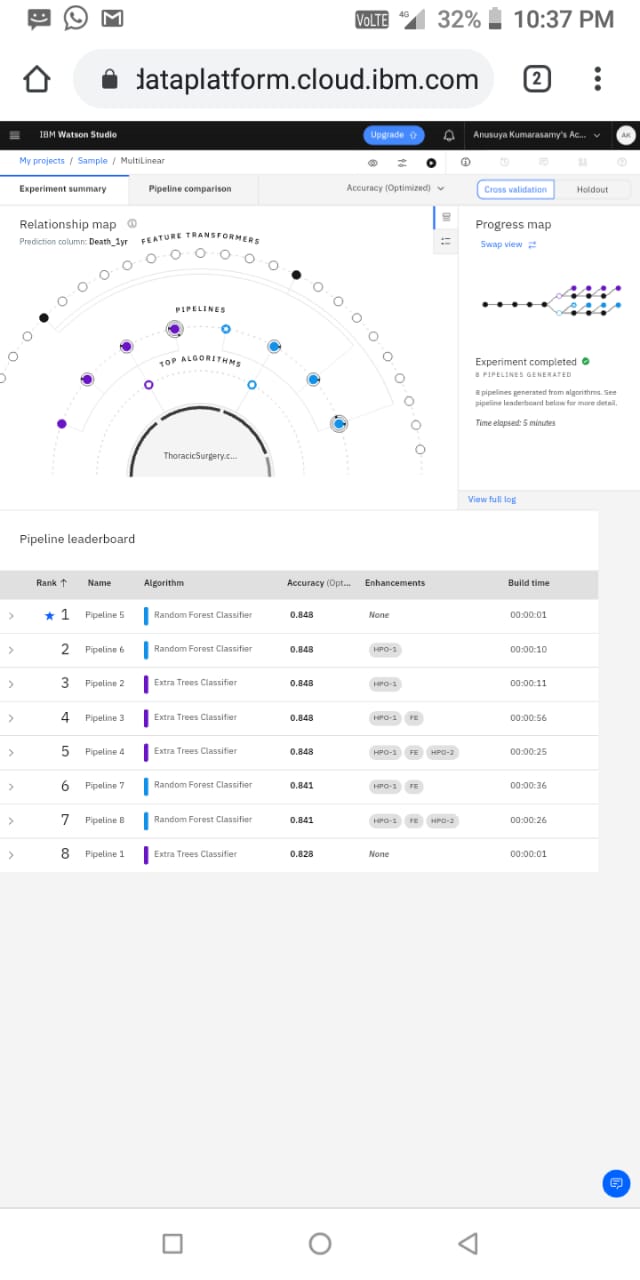 VoLTE 4G 32% 10:37 PM
dataplatform.cloud.ibm.com 2
IBM Watson Studio Upgrade Anusuya Kumarasamy's Ac... AK
My projects / Sample / MultiLinear
Experiment summary Pipeline comparison Accuracy (Optimized) Cross validation Holdout
Relationship map
Prediction column: Death_1yr
FEATURE TRANSFORMERS
PIPELINES
TOP ALGORITHMS
ThoracicSurgery.c...
Progress map
Swap view
Experiment completed
8 PIPELINES GENERATED
8 pipelines generated from algorithms. See
pipeline leaderboard below for more detail.
Time elapsed: 5 minutes
View full log
Pipeline leaderboard
Rank ↑ Name Algorithm Accuracy (Opt... Enhancements Build time
★ 1 Pipeline 5 Random Forest Classifier 0.848 None 00:00:01
2 Pipeline 6 Random Forest Classifier 0.848 HPO-1 00:00:10
3 Pipeline 2 Extra Trees Classifier 0.848 HPO-1 00:00:11
4 Pipeline 3 Extra Trees Classifier 0.848 HPO-1 FE 00:00:56
5 Pipeline 4 Extra Trees Classifier 0.848 HPO-1 FE HPO-2 00:00:25
6 Pipeline 7 Random Forest Classifier 0.841 HPO-1 FE 00:00:36
7 Pipeline 8 Random Forest Classifier 0.841 HPO-1 FE HPO-2 00:00:26
8 Pipeline 1 Extra Trees Classifier 0.828 None 00:00:01